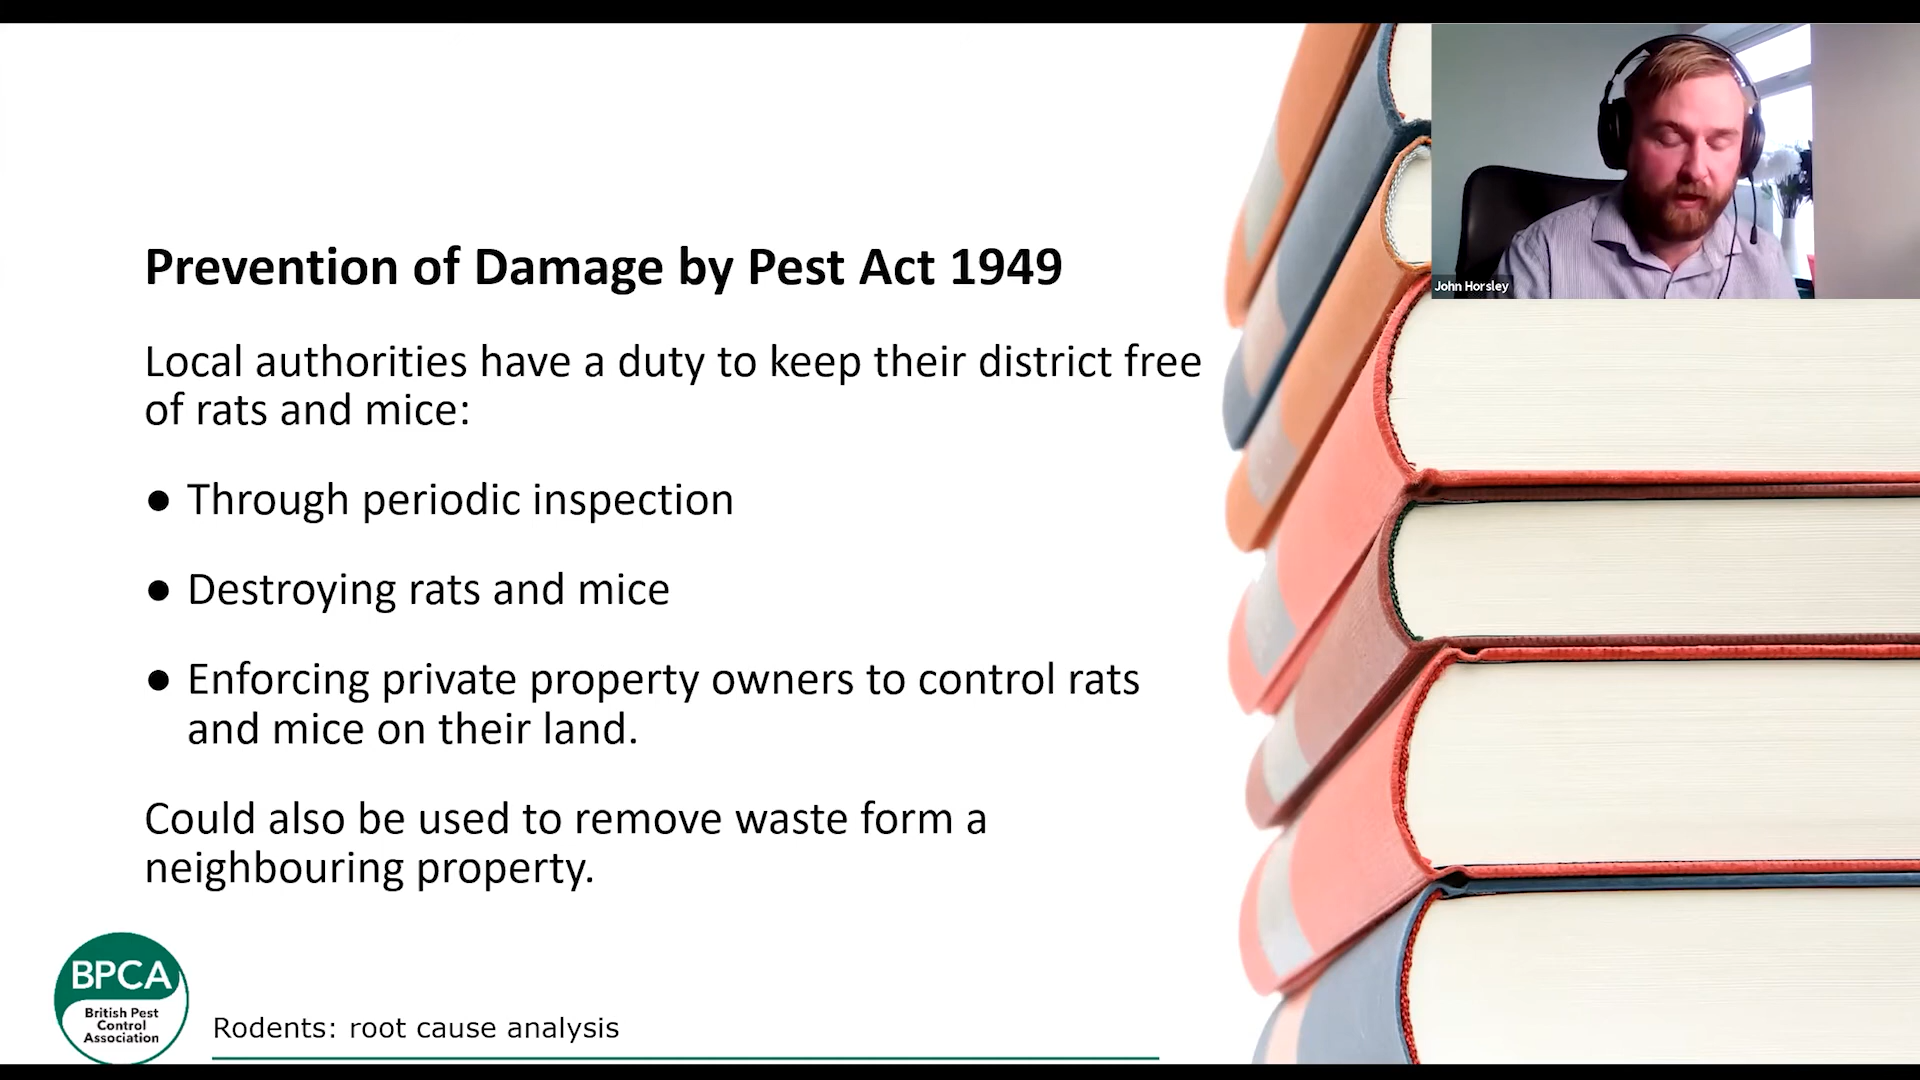 John Horsley
Prevention of Damage by Pest Act 1949
Local authorities have a duty to keep their district free
of rats and mice:
● Through periodic inspection
● Destroying rats and mice
● Enforcing private property owners to control rats
and mice on their land.
Could also be used to remove waste form a
neighbouring property.
BPCA
British Pest
Control
Association
Rodents: root cause analysis